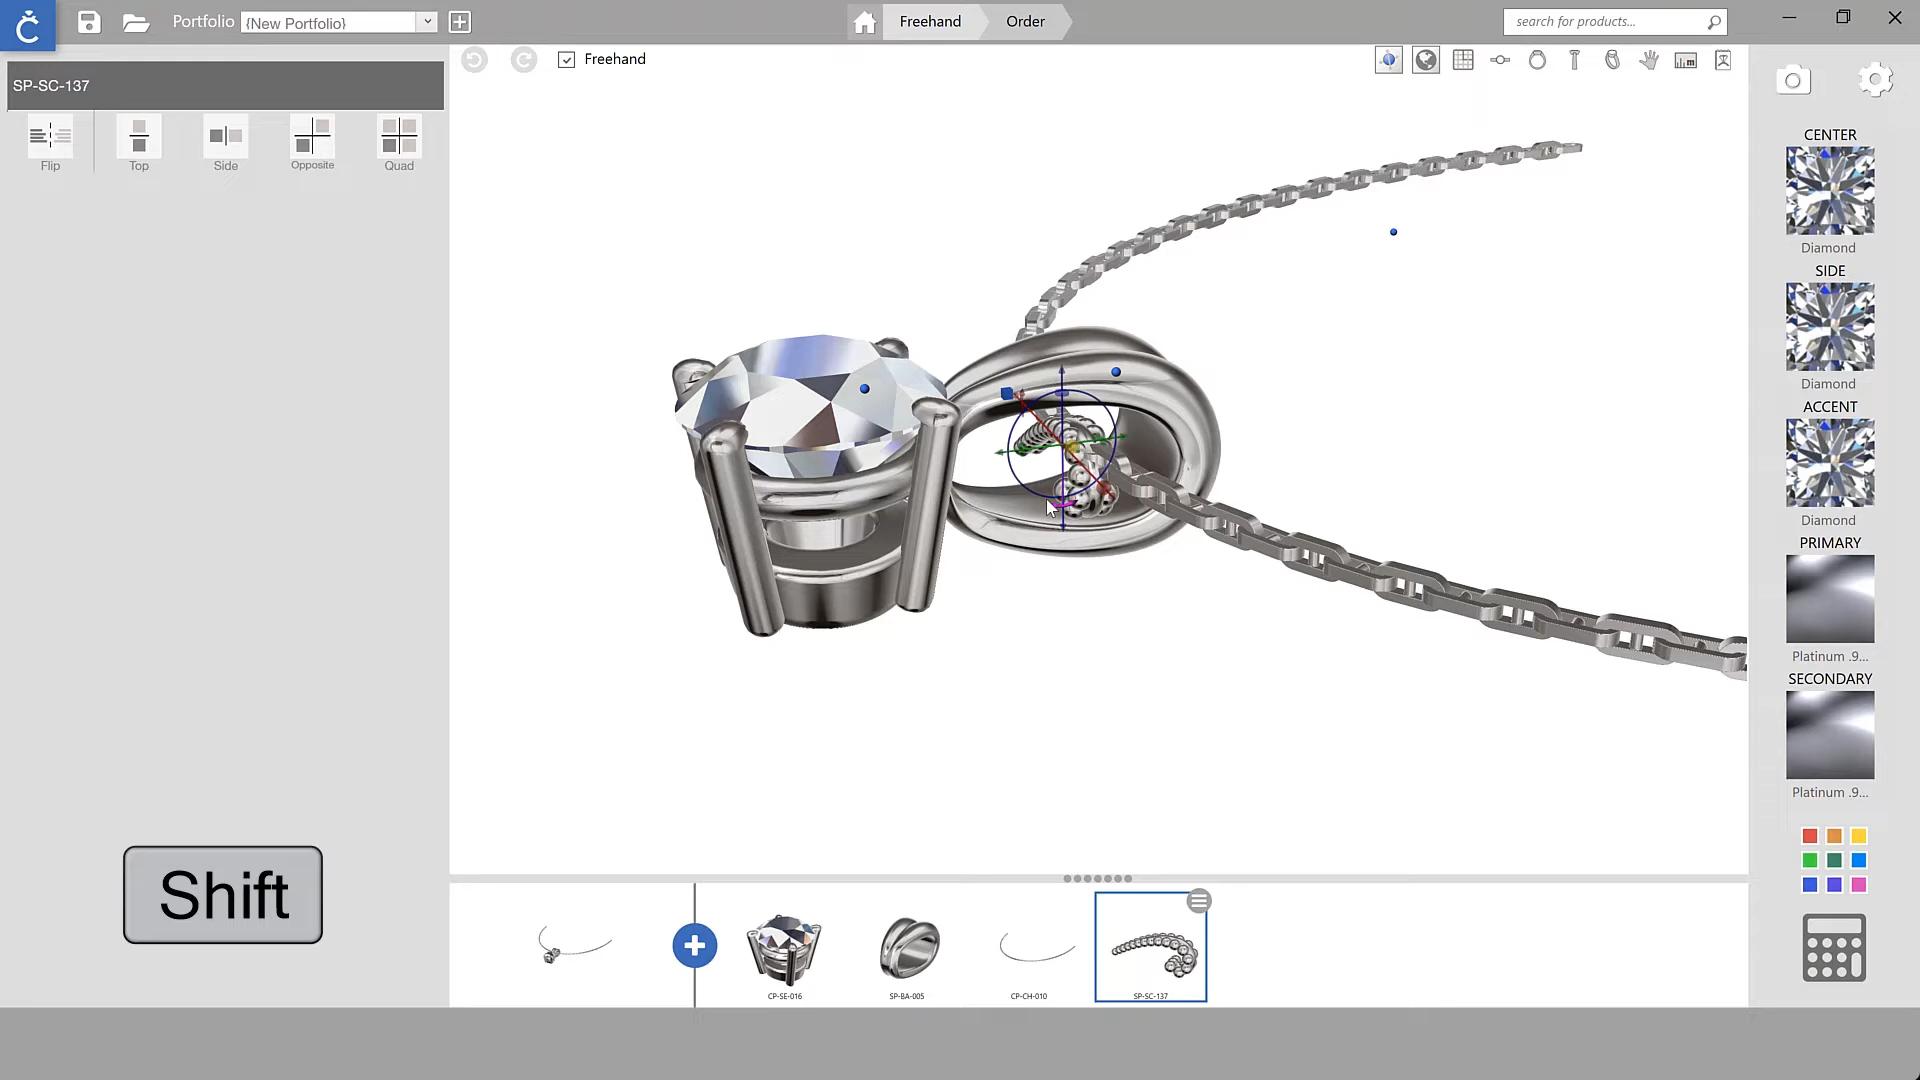 Portfolio {New Portfolio}
Freehand
Order
search for products...
SP-SC-137
Freehand
Flip
Top
Side
Opposite
Quad
CENTER
Diamond
SIDE
Diamond
ACCENT
Diamond
PRIMARY
Platinum .9...
SECONDARY
Platinum .9...
Shift
CP-SE-016
SP-BA-005
CP-CH-010
SP-SC-137